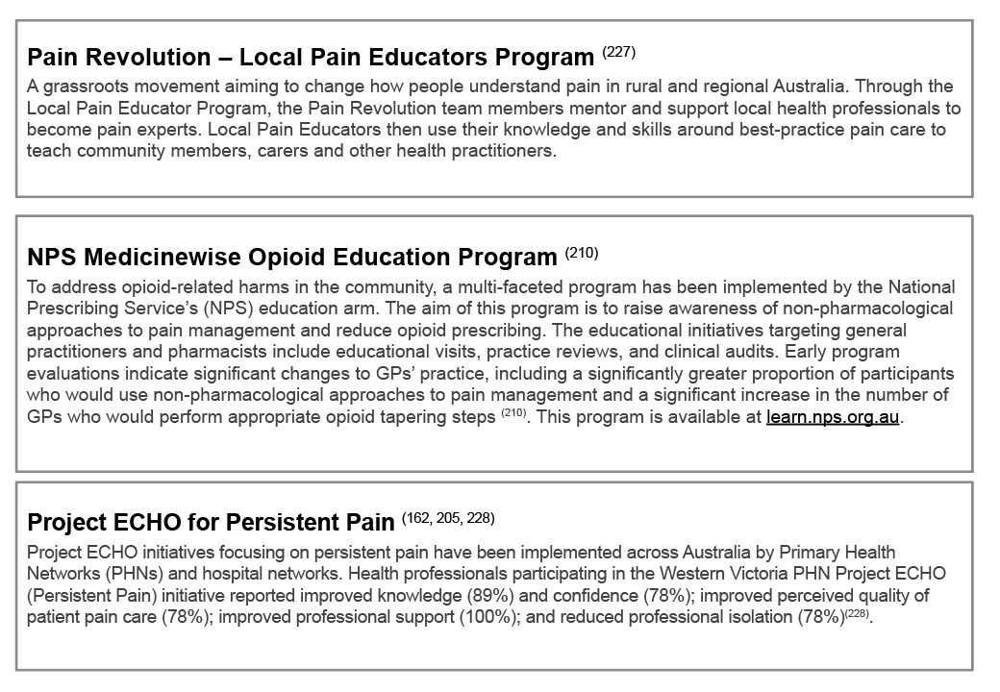 Pain Revolution – Local Pain Educators Program (227)
A grassroots movement aiming to change how people understand pain in rural and regional Australia. Through the
Local Pain Educator Program, the Pain Revolution team members mentor and support local health professionals to
become pain experts. Local Pain Educators then use their knowledge and skills around best-practice pain care to
teach community members, carers and other health practitioners.
NPS Medicinewise Opioid Education Program (210)
To address opioid-related harms in the community, a multi-faceted program has been implemented by the National
Prescribing Service's (NPS) education arm. The aim of this program is to raise awareness of non-pharmacological
approaches to pain management and reduce opioid prescribing. The educational initiatives targeting general
practitioners and pharmacists include educational visits, practice reviews, and clinical audits. Early program
evaluations indicate significant changes to GPs' practice, including a significantly greater proportion of participants
who would use non-pharmacological approaches to pain management and a significant increase in the number of
GPs who would perform appropriate opioid tapering steps (210). This program is available at learn.nps.org.au.
Project ECHO for Persistent Pain (162, 205, 228)
Project ECHO initiatives focusing on persistent pain have been implemented across Australia by Primary Health
Networks (PHNs) and hospital networks. Health professionals participating in the Western Victoria PHN Project ECHO
(Persistent Pain) initiative reported improved knowledge (89%) and confidence (78%); improved perceived quality of
patient pain care (78%); improved professional support (100%); and reduced professional isolation (78%)(228).